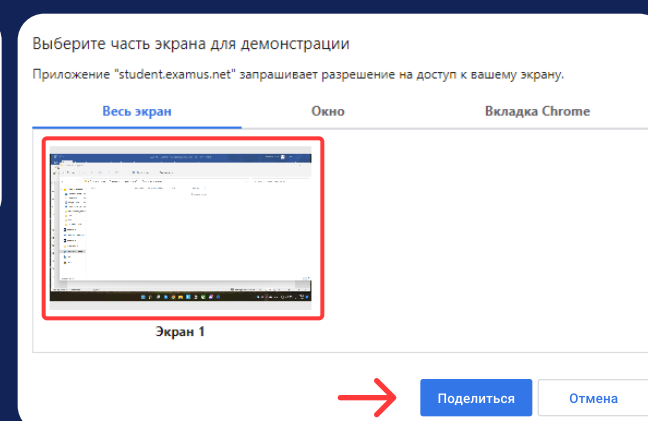 Выберите часть экрана для демонстрации
Приложение "student.examus.net" запрашивает разрешение на доступ к вашему экрану.
Весь экран Окно Вкладка Chrome
Экран 1
Поделиться Отмена